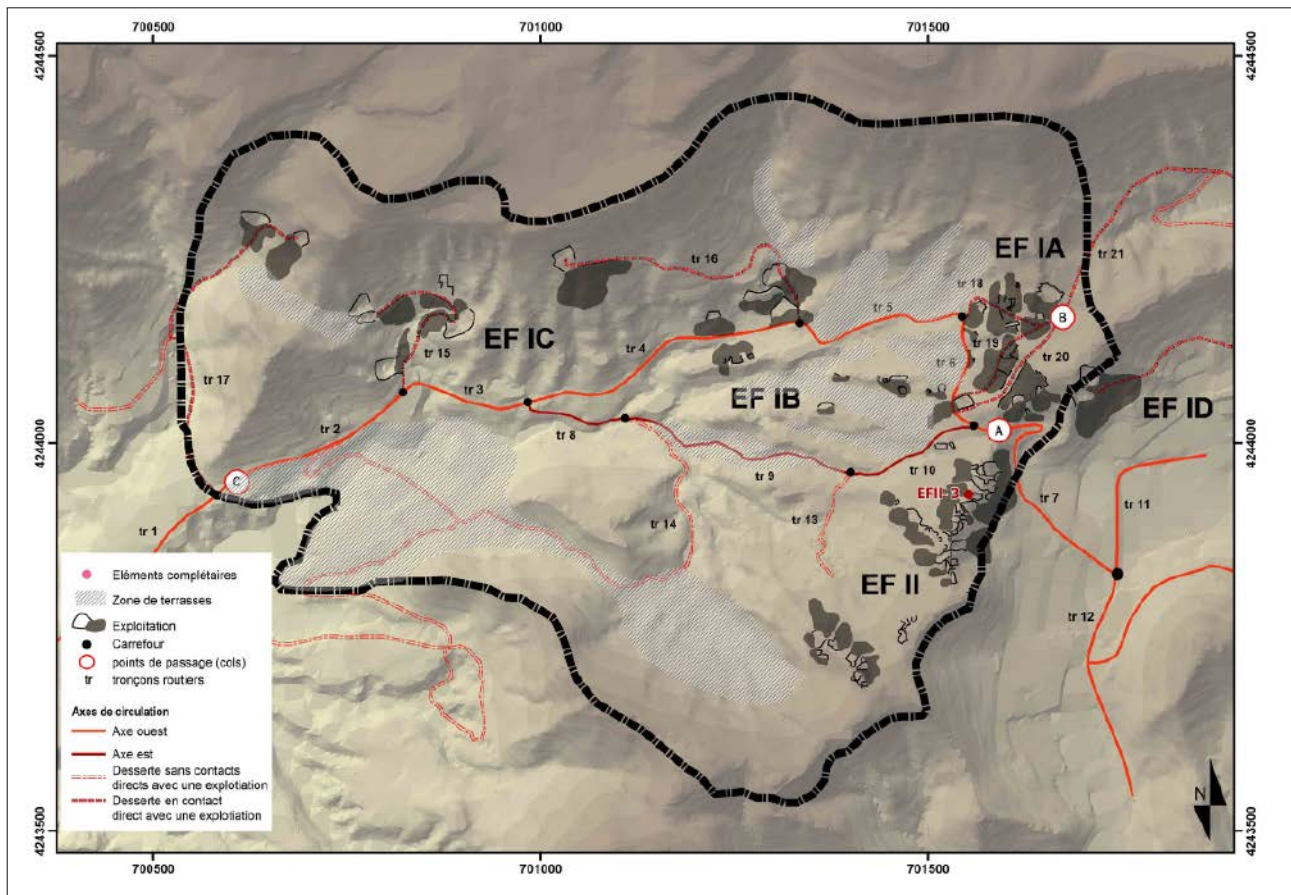 700500
701000
701500
4244500
4244500
EF IA
tr 21
tr 16
tr 18
B
tr 5
EF IC
tr 4
tr 19
tr 6
tr 20
tr 15
tr 17
tr 3
EF IB
EF ID
4244000
4244000
tr 2
tr 8
A
tr 9
tr 10
C
EFII-3
tr 7
tr 11
tr 1
tr 14
tr 13
EF II
tr 12
Eléments complétaires
Zone de terrasses
Exploitation
Carrefour
points de passage (cols)
tr tronçons routiers
Axes de circulation
Axe ouest
Axe est
Desserte sans contacts
directs avec une explotiation
Desserte en contact
direct avec une explotiation
N
4243500
4243500
700500
701000
701500